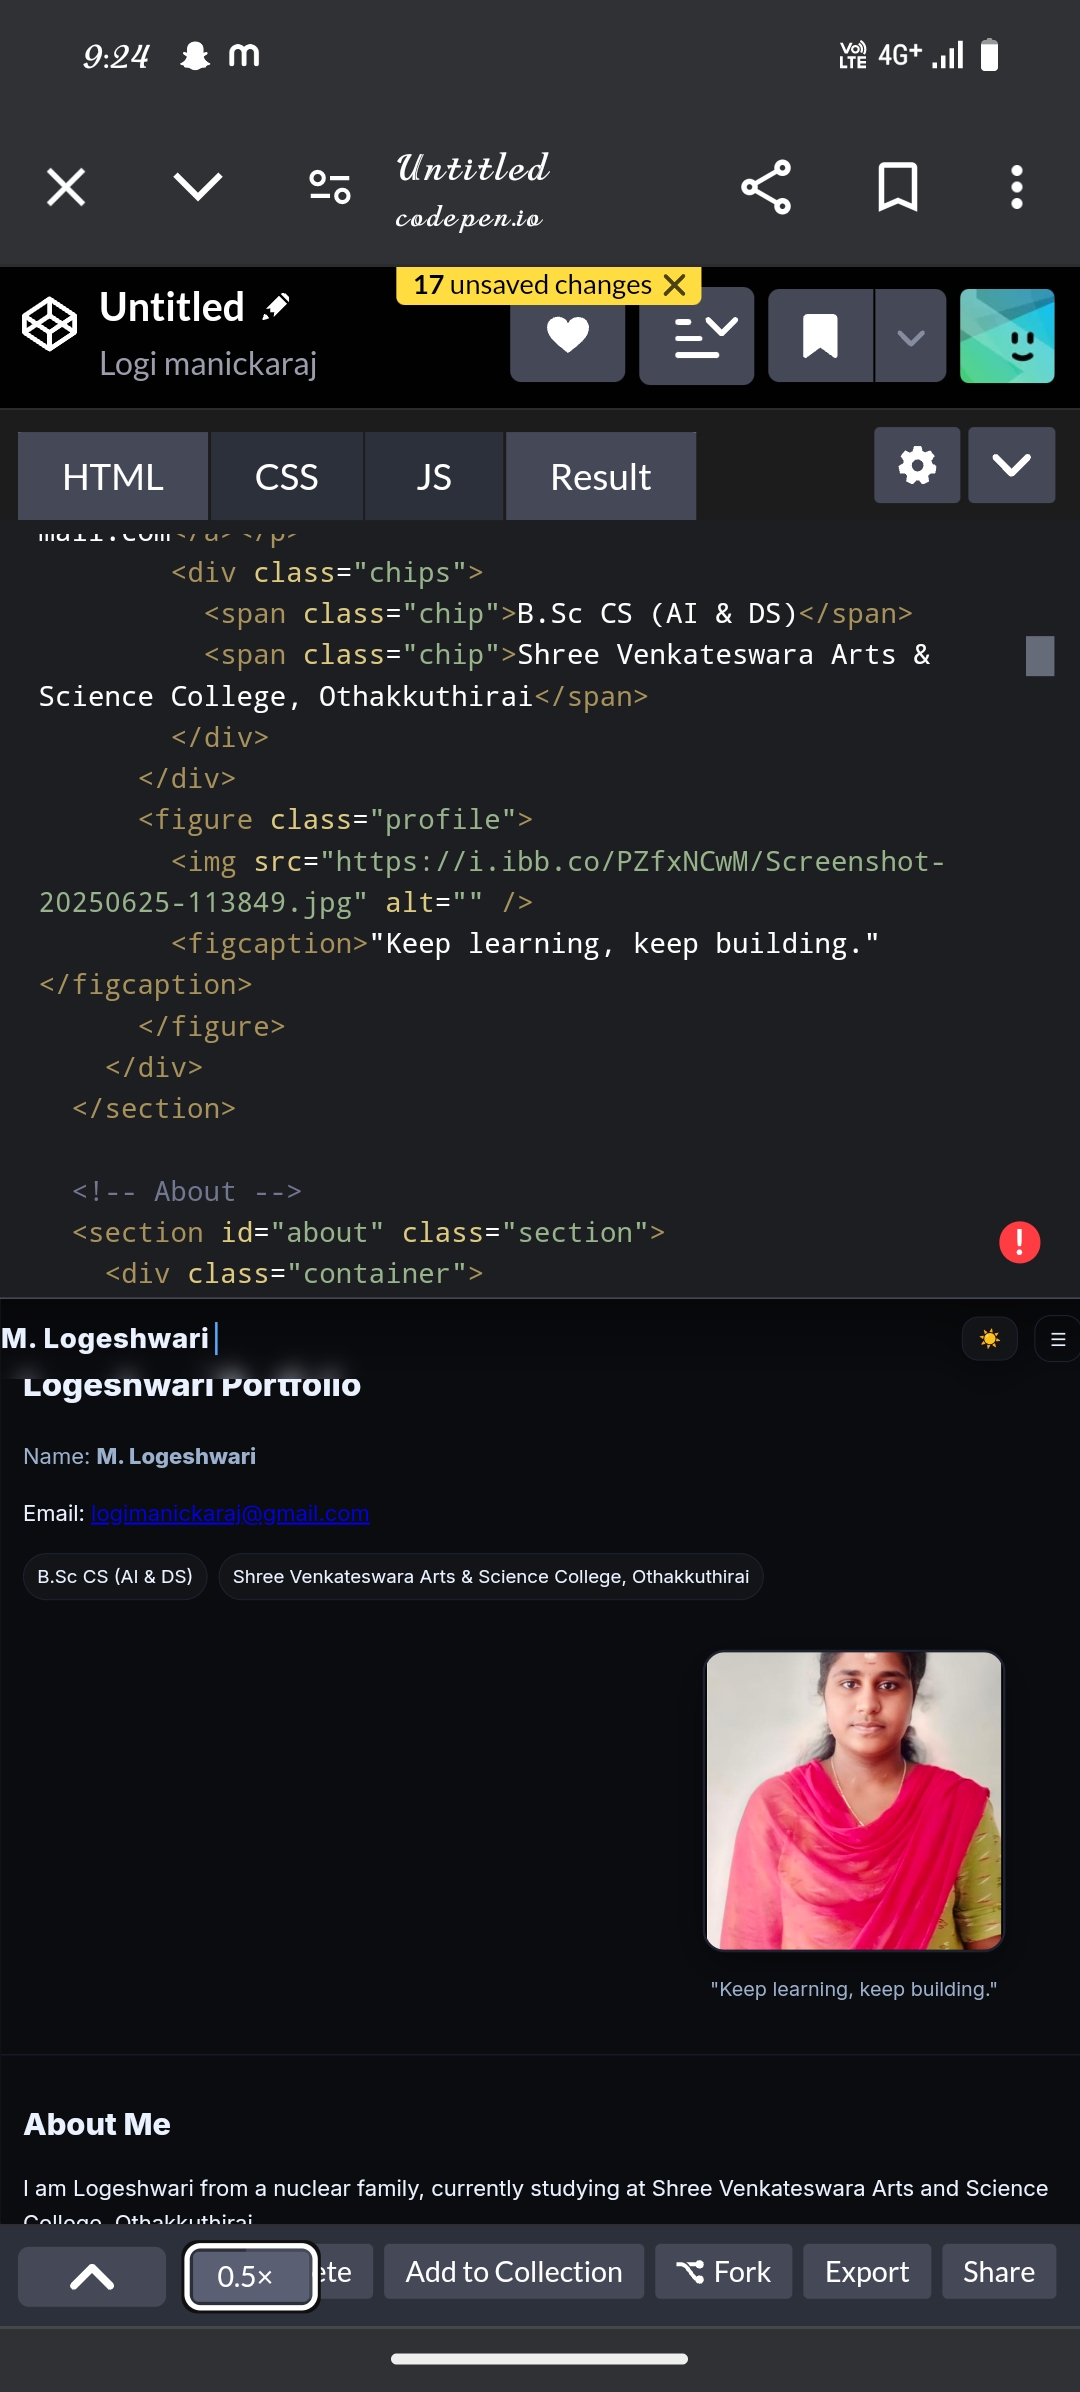 9:24 m Vo) LTE 4G+
Untitled
codepen.io
17 unsaved changes
Untitled
Logi manickaraj
HTML CSS JS Result
mail.com</a></p>
<div class="chips">
<span class="chip">B.Sc CS (AI & DS)</span>
<span class="chip">Shree Venkateswara Arts &
Science College, Othakkuthirai</span>
</div>
</div>
<figure class="profile">
<img src="https://i.ibb.co/PZfxNCwM/Screenshot-
20250625-113849.jpg" alt="" />
<figcaption>"Keep learning, keep building."
</figcaption>
</figure>
</div>
</section>
<!-- About -->
<section id="about" class="section">
<div class="container">
M. Logeshwari
Logeshwari Portfolio
Name: M. Logeshwari
Email: logimanickaraj@gmail.com
B.Sc CS (AI & DS) Shree Venkateswara Arts & Science College, Othakkuthirai
"Keep learning, keep building."
About Me
I am Logeshwari from a nuclear family, currently studying at Shree Venkateswara Arts and Science
College, Othakkuthirai
0.5× ete Add to Collection Fork Export Share